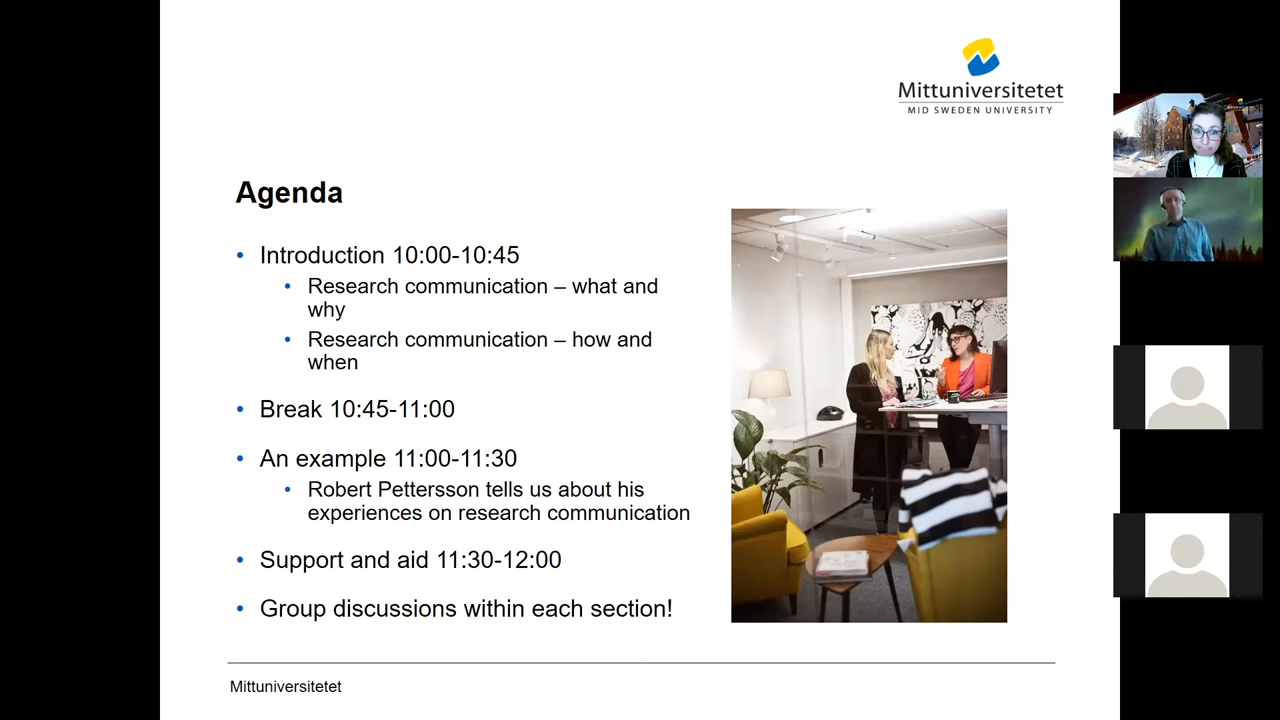 Mittuniversitetet
MID SWEDEN UNIVERSITY
Agenda
• Introduction 10:00-10:45
• Research communication – what and
why
• Research communication – how and
when
• Break 10:45-11:00
• An example 11:00-11:30
• Robert Pettersson tells us about his
experiences on research communication
• Support and aid 11:30-12:00
• Group discussions within each section!
Mittuniversitetet